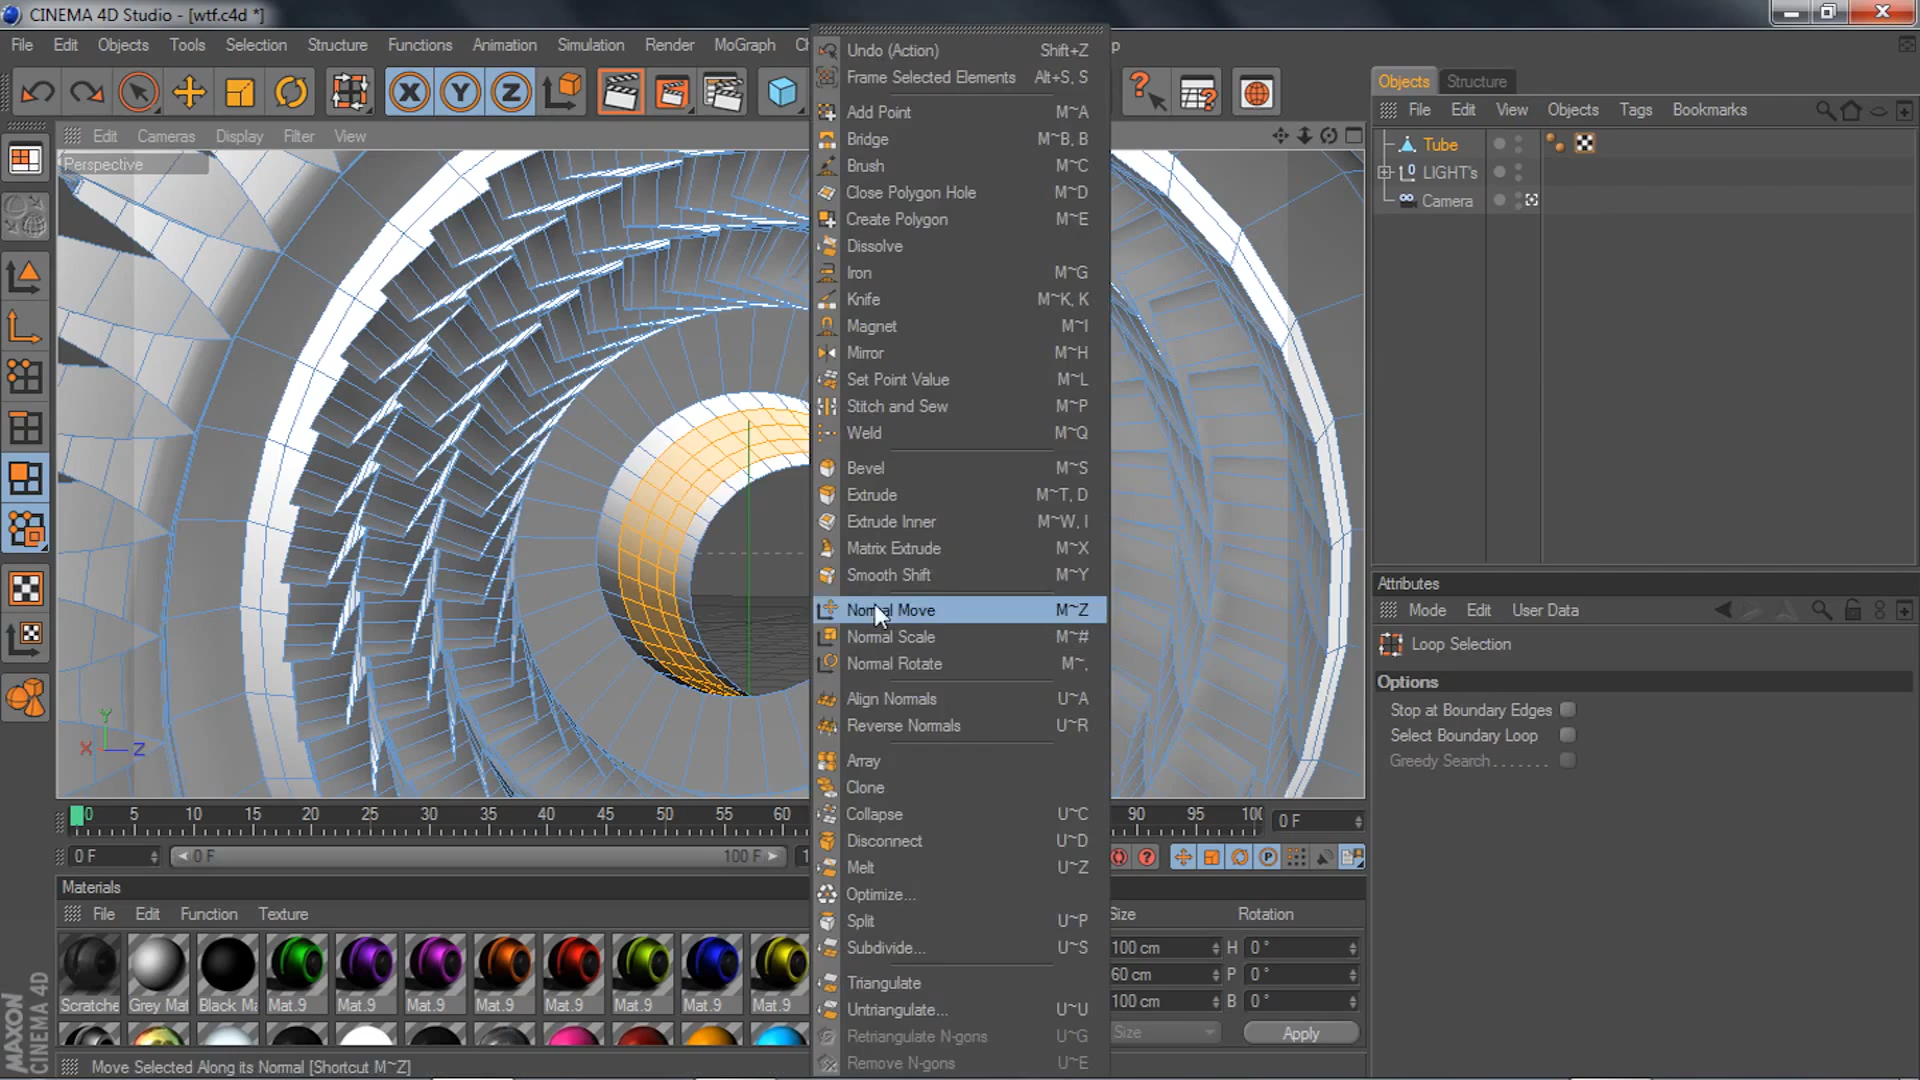 CINEMA 4D Studio - [wtf.c4d *]
File Edit Objects Tools Selection Structure Functions Animation Simulation Render MoGraph
Edit Cameras Display Filter View
Perspective
X Y Z
Undo (Action) Shift+Z
Frame Selected Elements Alt+S, S
Add Point M~A
Bridge M~B, B
Brush M~C
Close Polygon Hole M~D
Create Polygon M~E
Dissolve
Iron M~G
Knife M~K, K
Magnet M~I
Mirror M~H
Set Point Value M~L
Stitch and Sew M~P
Weld M~Q
Bevel M~S
Extrude M~T, D
Extrude Inner M~W, I
Matrix Extrude M~X
Smooth Shift M~Y
Normal Move M~Z
Normal Scale M~#
Normal Rotate M~,
Align Normals U~A
Reverse Normals U~R
Array
Clone
Collapse U~C
Disconnect U~D
Melt U~Z
Optimize...
Split U~P
Subdivide... U~S
Triangulate
Untriangulate... U~U
Retriangulate N-gons U~G
Remove N-gons U~E
Objects Structure
File Edit View Objects Tags Bookmarks
Tube
LIGHT's
Camera
Attributes
Mode Edit User Data
Loop Selection
Options
Stop at Boundary Edges
Select Boundary Loop
Greedy Search.......
Y
X Z
0 5 10 15 20 25 30 35 40 45 50 55 60 90 95 100 0 F
0 F 0 F 100 F
Materials
File Edit Function Texture
Scratche Grey Mat Black Ma Mat.9 Mat.9 Mat.9 Mat.9 Mat.9 Mat.9 Mat.9 Mat.9
Size Rotation
100 cm H 0 °
60 cm P 0 °
100 cm B 0 °
Size Apply
MAXON
CINEMA 4D
Move Selected Along its Normal [Shortcut M~Z]